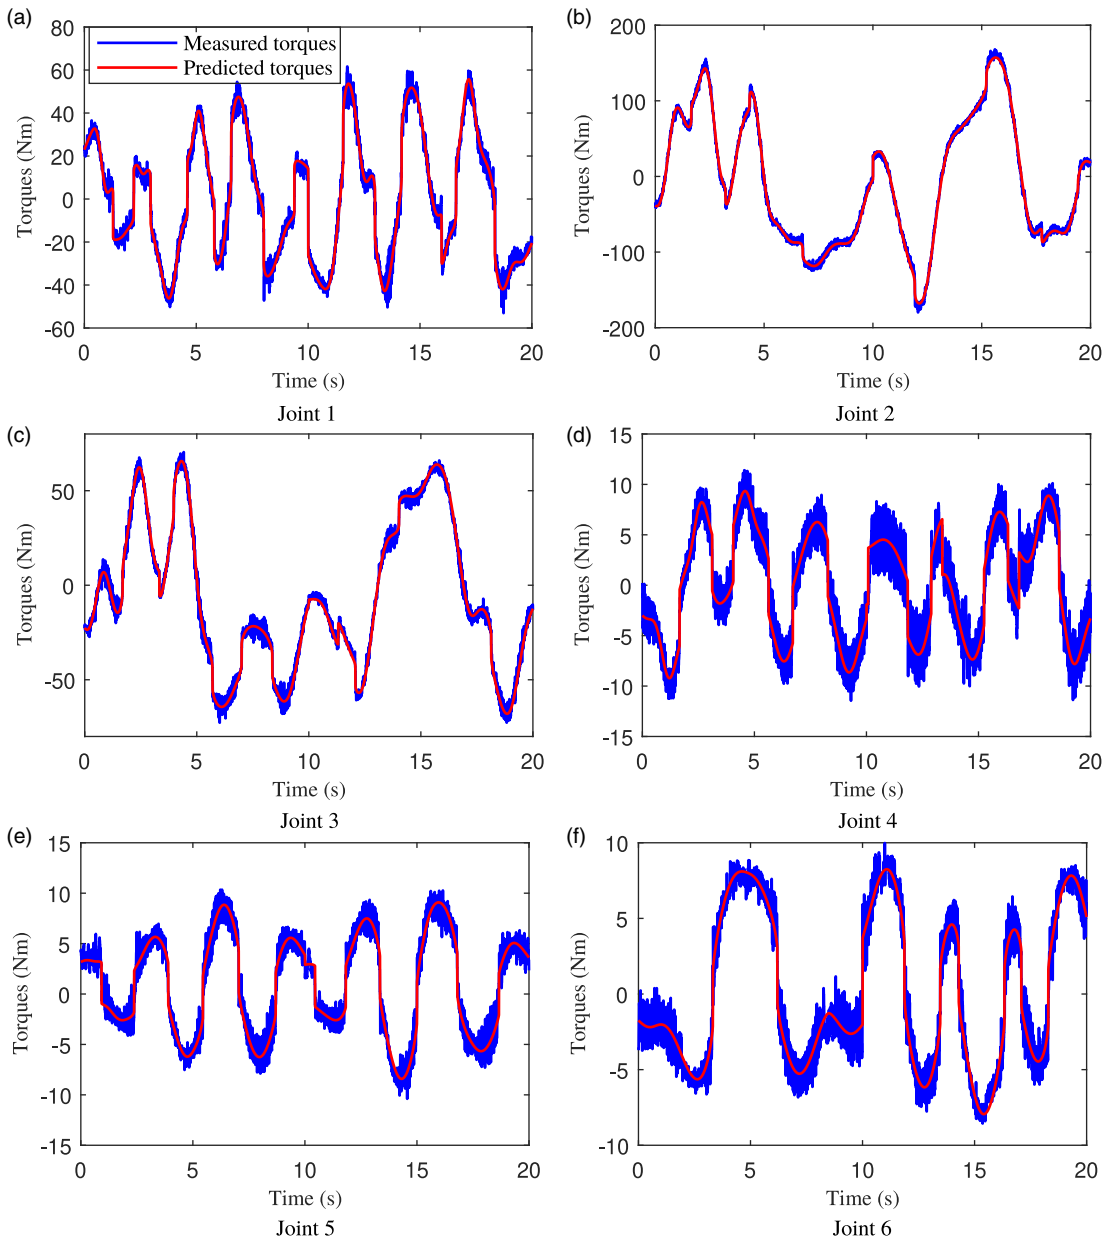 (a)
80
60
40
20
0
-20
-40
-60
Torques (Nm)
Measured torques
Predicted torques
0 5 10 15 20
Time (s)
Joint 1
(b)
200
100
0
-100
-200
Torques (Nm)
0 5 10 15 20
Time (s)
Joint 2
(c)
50
0
-50
Torques (Nm)
0 5 10 15 20
Time (s)
Joint 3
(d)
15
10
5
0
-5
-10
-15
Torques (Nm)
0 5 10 15 20
Time (s)
Joint 4
(e)
15
10
5
0
-5
-10
-15
Torques (Nm)
0 5 10 15 20
Time (s)
Joint 5
(f)
10
5
0
-5
-10
Torques (Nm)
0 5 10 15 20
Time (s)
Joint 6